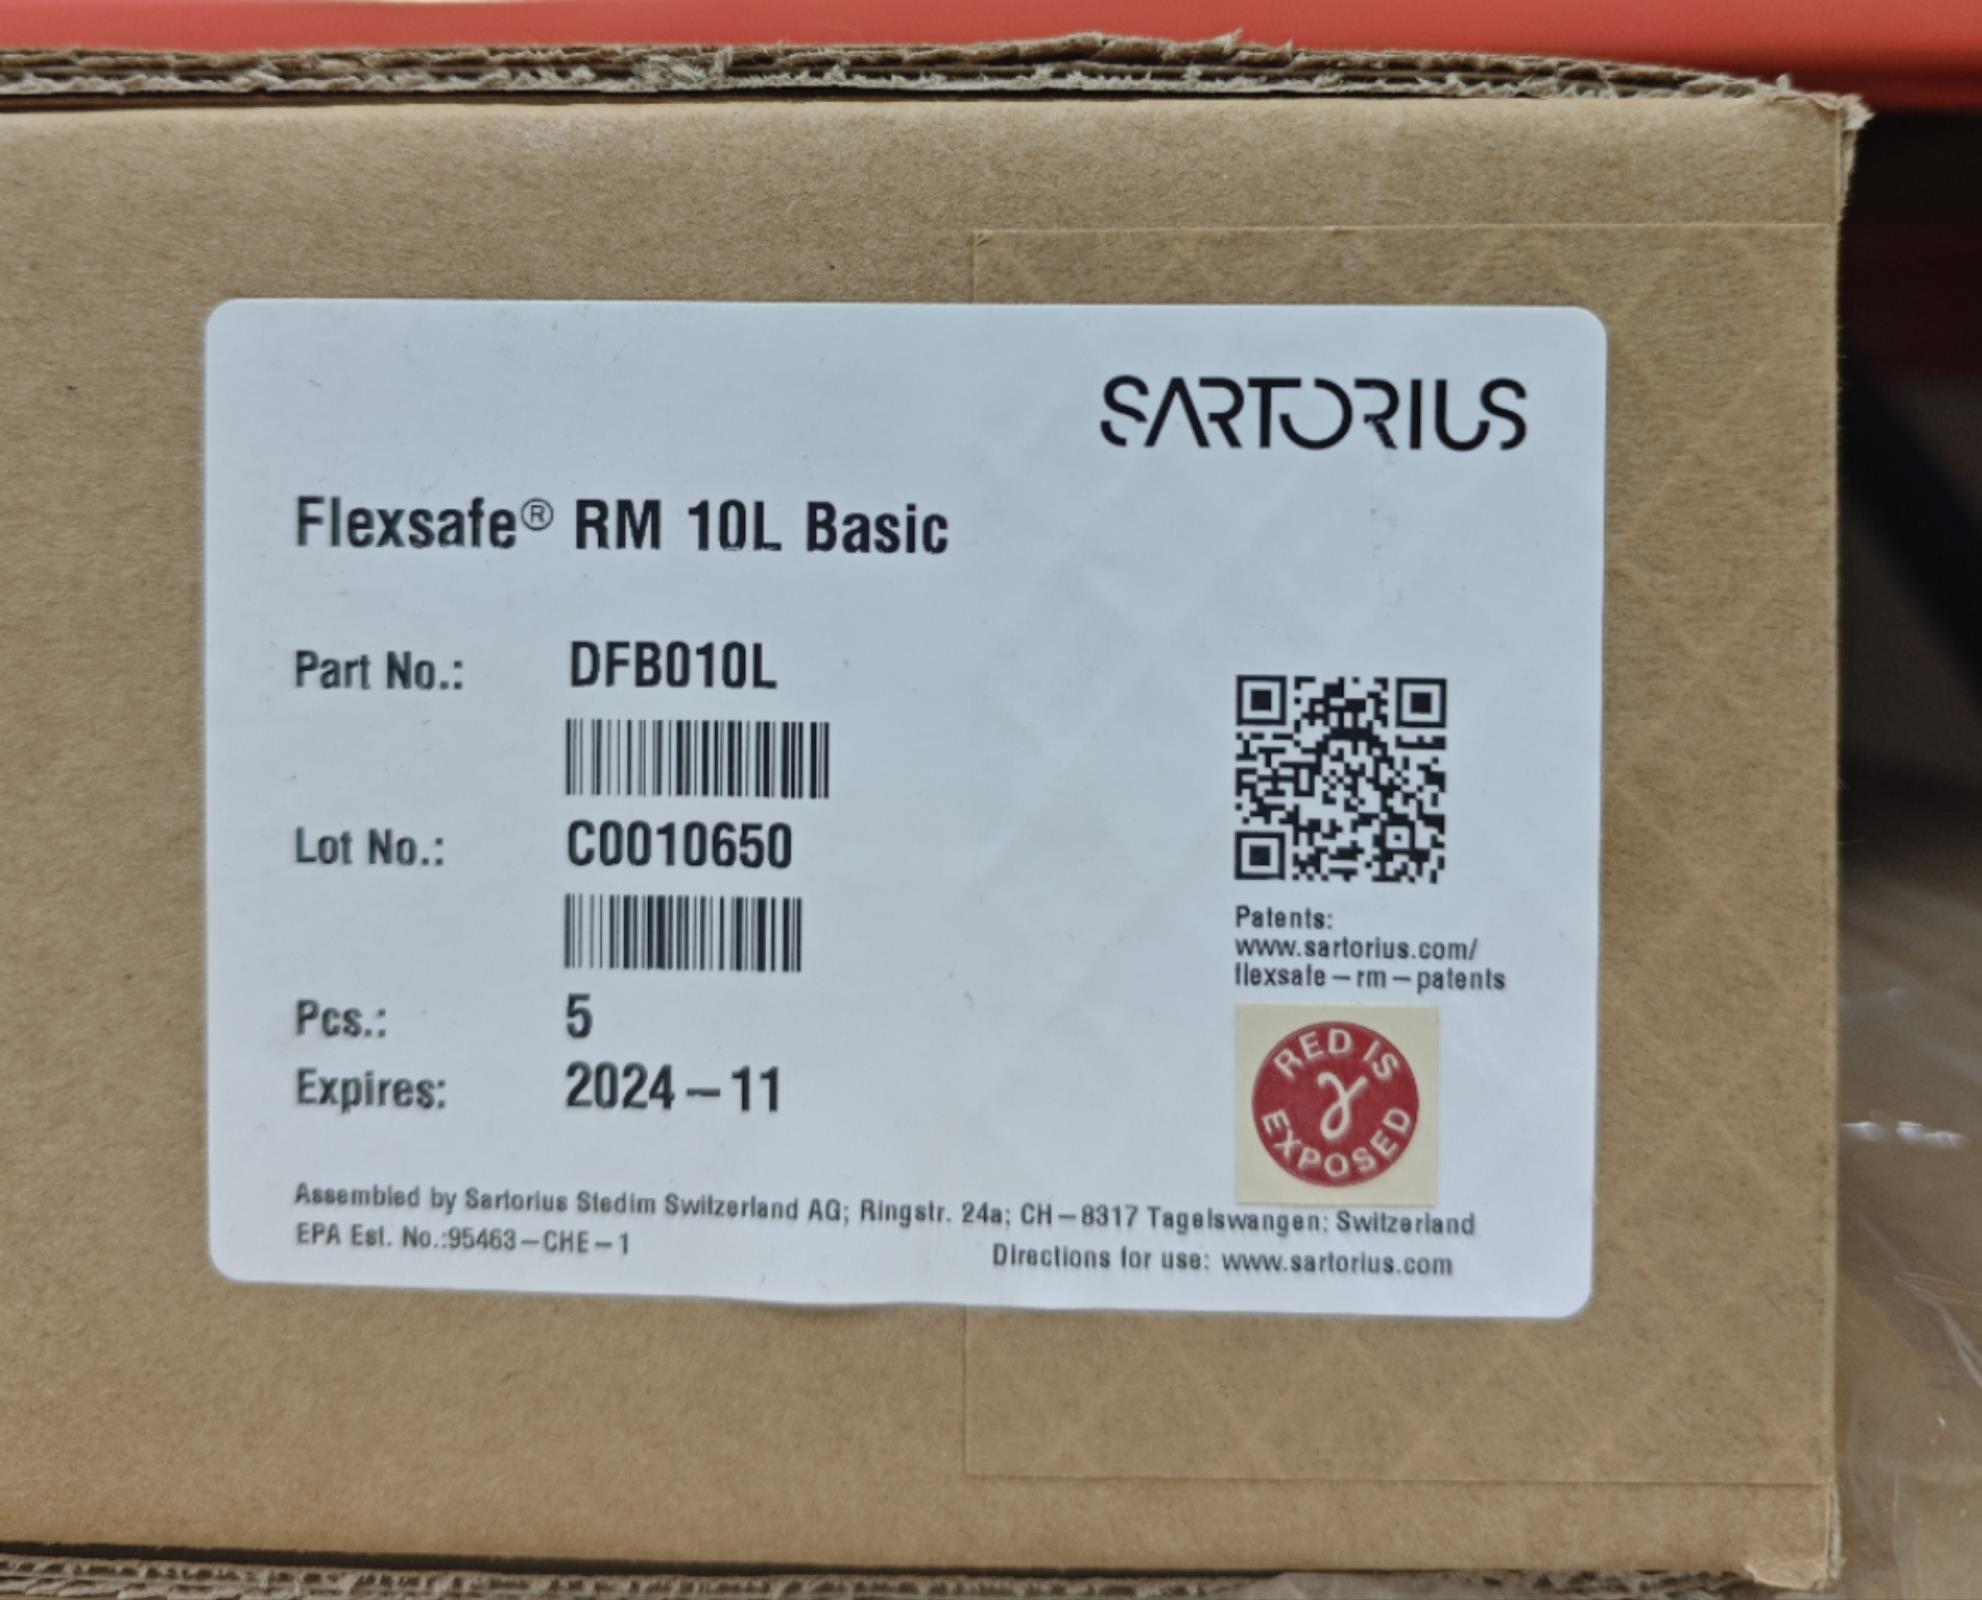 SARTORIUS
Flexsafe® RM 10L Basic
Part No.: DFB010L
Lot No.: C0010650
Pcs.: 5
Expires: 2024-11
Patents:
www.sartorius.com/
flexsafe-rm-patents
RED IS
γ
EXPOSED
Assembled by Sartorius Stedim Switzerland AG; Ringstr. 24a; CH-8317 Tagelswangen; Switzerland
EPA Est. No.:95463-CHE-1
Directions for use: www.sartorius.com